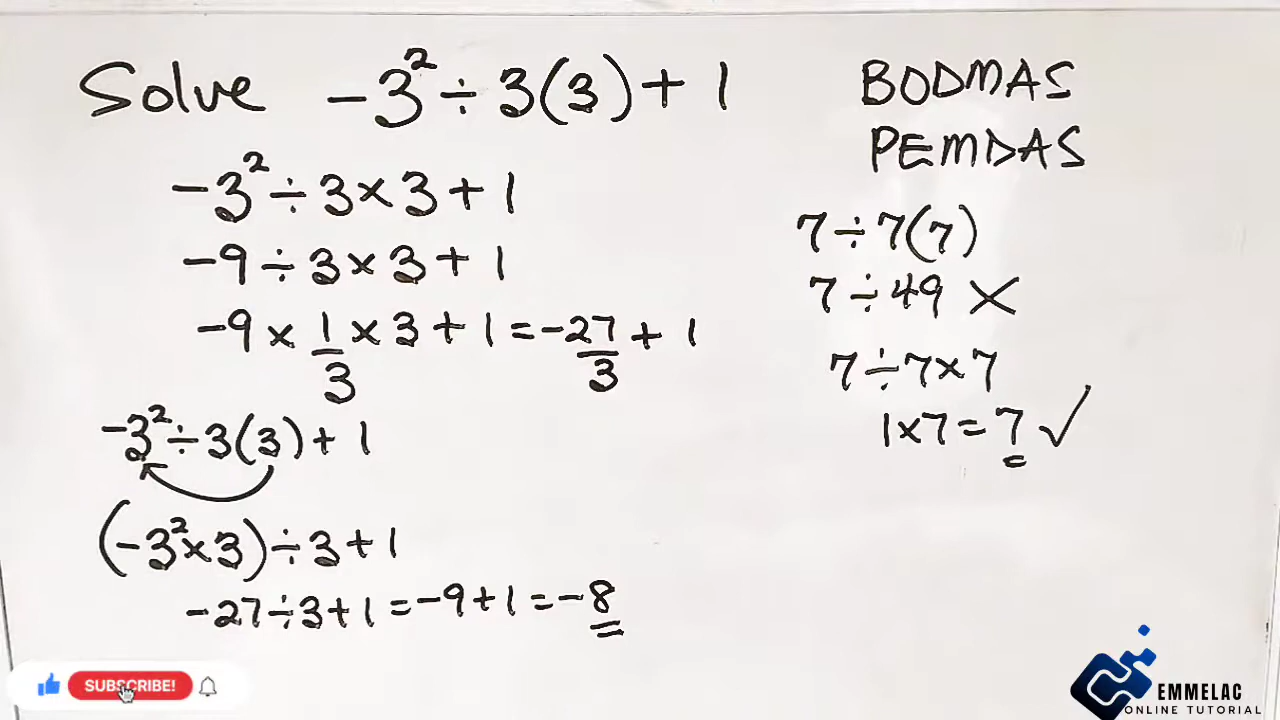 Solve -3² ÷ 3(3) + 1
-3² ÷ 3 × 3 + 1
-9 ÷ 3 × 3 + 1
-9 × 1/3 × 3 + 1 = -27/3 + 1
-3² ÷ 3(3) + 1
(-3² × 3) ÷ 3 + 1
-27 ÷ 3 + 1 = -9 + 1 = -8
BODMAS
PEMDAS
7 ÷ 7(7)
7 ÷ 49 ✗
7 ÷ 7 × 7
1 × 7 = 7 ✓
SUBSCRIBE!
EMMELAC
ONLINE TUTORIAL